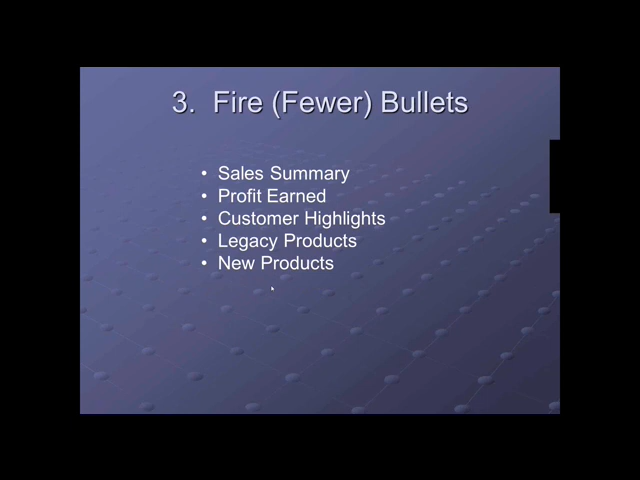 3. Fire (Fewer) Bullets
• Sales Summary
• Profit Earned
• Customer Highlights
• Legacy Products
• New Products